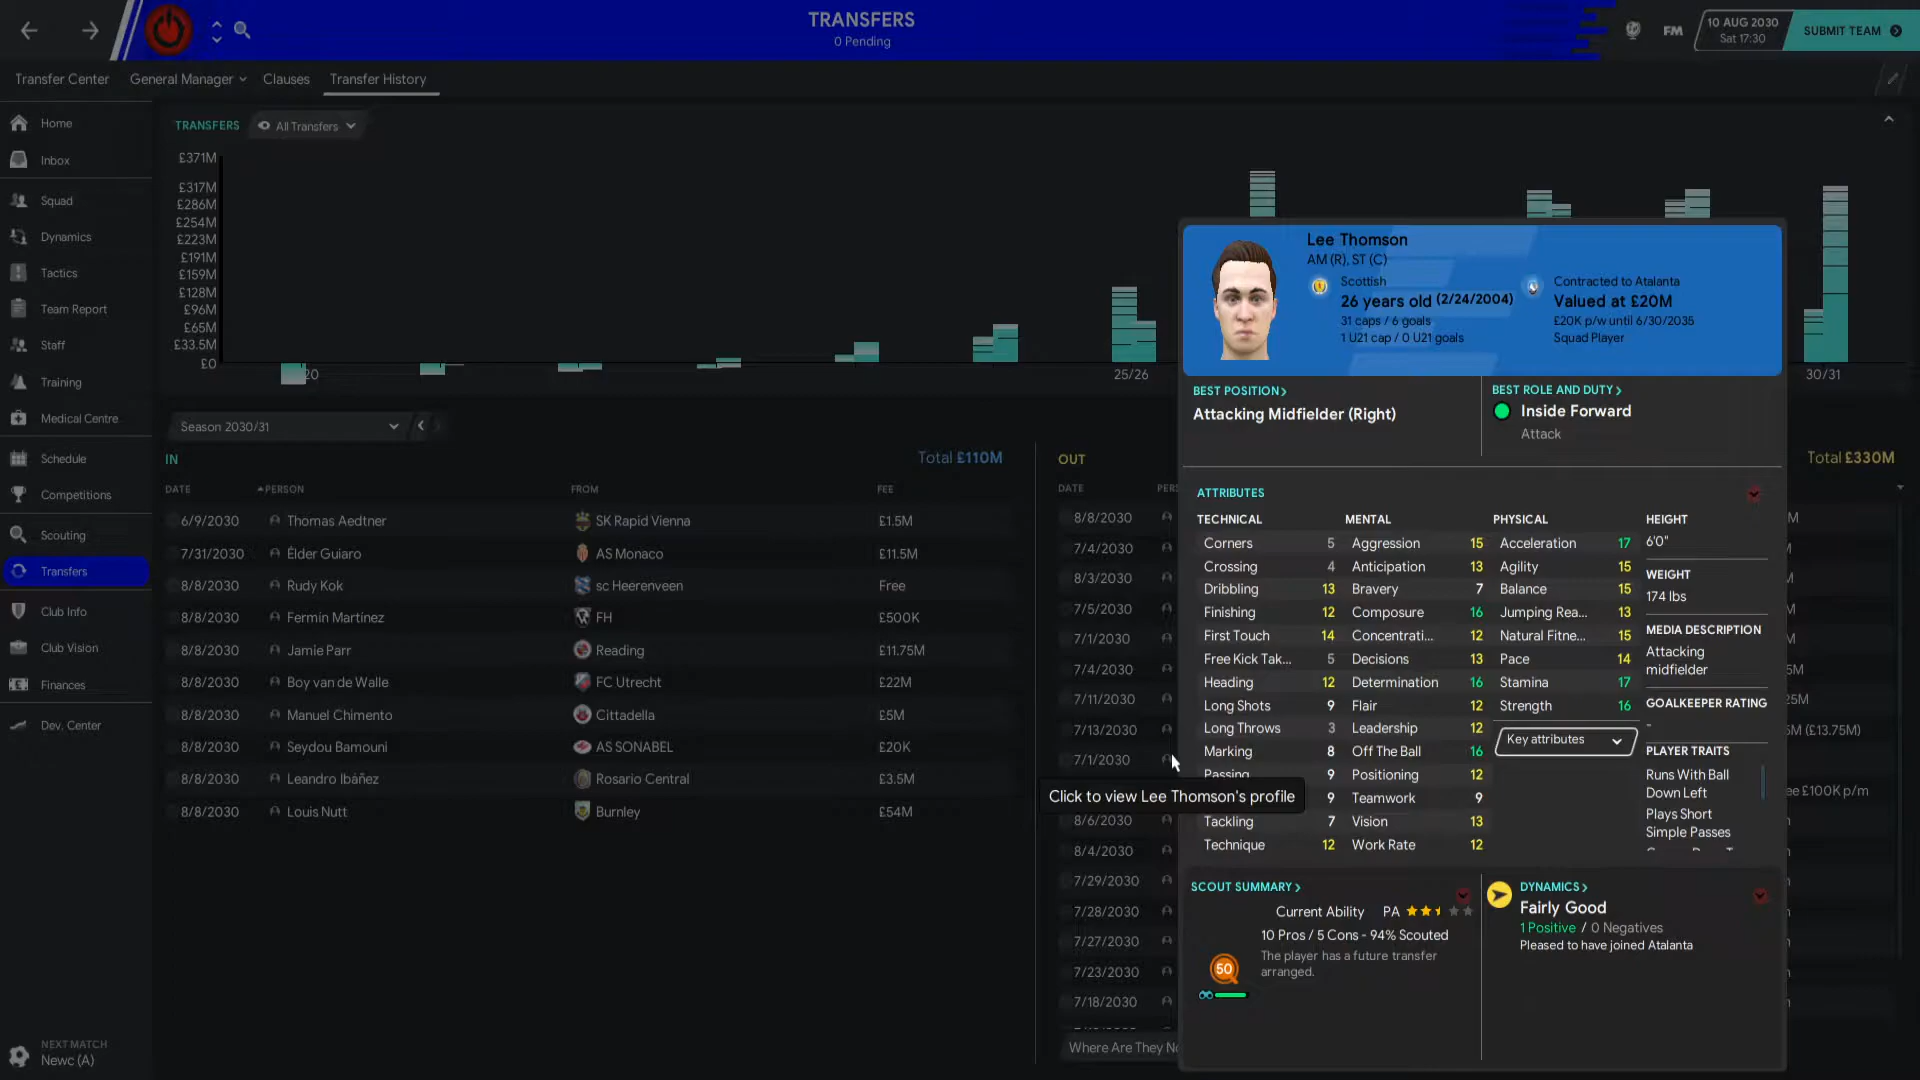 TRANSFERS
0 Pending
FM
10 AUG 2030
Sat 17:30
SUBMIT TEAM
Transfer Center
General Manager
Clauses
Transfer History
Home
Inbox
Squad
Dynamics
Tactics
Team Report
Staff
Training
Medical Centre
Schedule
Competitions
Scouting
Transfers
Club Info
Club Vision
Finances
Dev. Center
NEXT MATCH
Newc (A)
TRANSFERS
All Transfers
£371M
£317M
£286M
£254M
£223M
£191M
£159M
£128M
£96M
£65M
£33.5M
£0
20
25/26
30/31
Season 2030/31
IN
Total £110M
DATE PERSON FROM FEE
6/9/2030 Thomas Aedtner SK Rapid Vienna £1.5M
7/31/2030 Élder Guiaro AS Monaco £11.5M
8/8/2030 Rudy Kok sc Heerenveen Free
8/8/2030 Fermín Martínez FH £500K
8/8/2030 Jamie Parr Reading £11.75M
8/8/2030 Boy van de Walle FC Utrecht £22M
8/8/2030 Manuel Chimento Cittadella £5M
8/8/2030 Seydou Bamouni AS SONABEL £20K
8/8/2030 Leandro Ibáñez Rosario Central £3.5M
8/8/2030 Louis Nutt Burnley £54M
OUT
Total £330M
DATE PERS
8/8/2030
7/4/2030
8/3/2030
7/5/2030
7/1/2030
7/4/2030
7/11/2030
7/13/2030
M (£13.75M)
7/1/2030
ee £100K p/m
8/6/2030
8/4/2030
7/29/2030
7/28/2030
7/27/2030
7/23/2030
7/18/2030
Where Are They No
Click to view Lee Thomson's profile
Lee Thomson
AM (R), ST (C)
Scottish
26 years old (2/24/2004)
31 caps / 6 goals
1 U21 cap / 0 U21 goals
Contracted to Atalanta
Valued at £20M
£20K p/w until 6/30/2035
Squad Player
BEST POSITION
Attacking Midfielder (Right)
BEST ROLE AND DUTY
Inside Forward
Attack
ATTRIBUTES
TECHNICAL
Corners 5
Crossing 4
Dribbling 13
Finishing 12
First Touch 14
Free Kick Tak... 5
Heading 12
Long Shots 9
Long Throws 3
Marking 8
Passing 9
9
Tackling 7
Technique 12
MENTAL
Aggression 15
Anticipation 13
Bravery 7
Composure 16
Concentrati... 12
Decisions 13
Determination 16
Flair 12
Leadership 12
Off The Ball 16
Positioning 12
Teamwork 9
Vision 13
Work Rate 12
PHYSICAL
Acceleration 17
Agility 15
Balance 15
Jumping Rea... 13
Natural Fitne... 15
Pace 14
Stamina 17
Strength 16
Key attributes
HEIGHT
6'0"
WEIGHT
174 lbs
MEDIA DESCRIPTION
Attacking
midfielder
GOALKEEPER RATING
-
PLAYER TRAITS
Runs With Ball
Down Left
Plays Short
Simple Passes
SCOUT SUMMARY
Current Ability PA
10 Pros / 5 Cons - 94% Scouted
The player has a future transfer
arranged.
50
DYNAMICS
Fairly Good
1 Positive / 0 Negatives
Pleased to have joined Atalanta